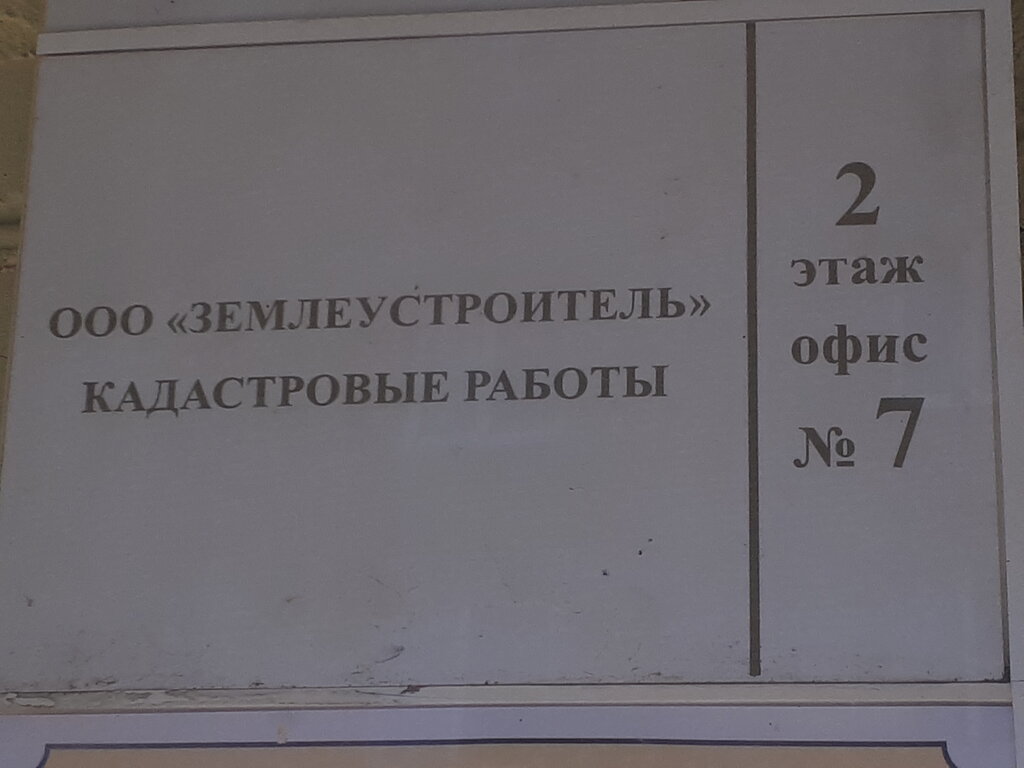 ООО «ЗЕМЛЕУСТРОИТЕЛЬ»
КАДАСТРОВЫЕ РАБОТЫ
2
этаж
офис
№ 7